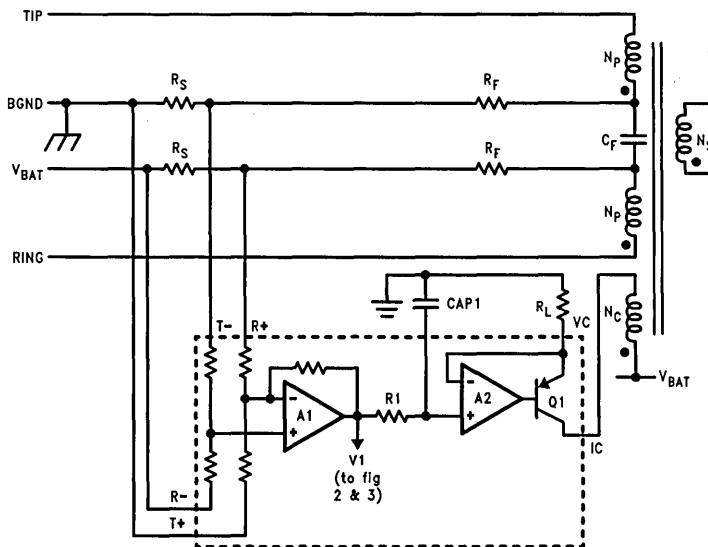 TIP
NP
BGND
RS
RF
CF
NS
VBAT
RS
RF
NP
RING
CAP1
RL
NC
T−
R+
VC
VBAT
A1
R1
A2
Q1
V1
(to fig
2 & 3)
IC
R−
T+